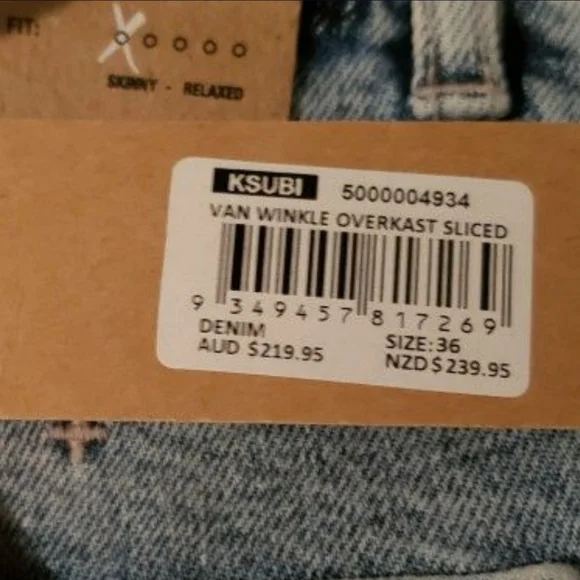 FIT:
SKINNY - RELAXED
KSUBI 5000004934
VAN WINKLE OVERKAST SLICED
9 349457 817269
DENIM
AUD $219.95
SIZE:36
NZD$239.95